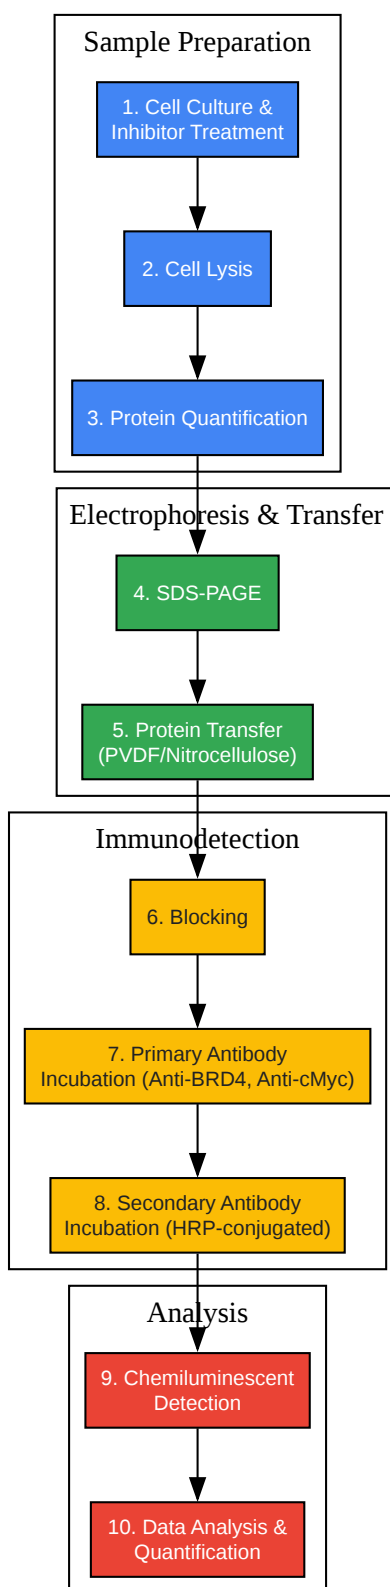 Sample Preparation
1. Cell Culture &
Inhibitor Treatment
2. Cell Lysis
3. Protein Quantification
Electrophoresis & Transfer
4. SDS-PAGE
5. Protein Transfer
(PVDF/Nitrocellulose)
Immunodetection
6. Blocking
7. Primary Antibody
Incubation (Anti-BRD4, Anti-cMyc)
8. Secondary Antibody
Incubation (HRP-conjugated)
Analysis
9. Chemiluminescent
Detection
10. Data Analysis &
Quantification